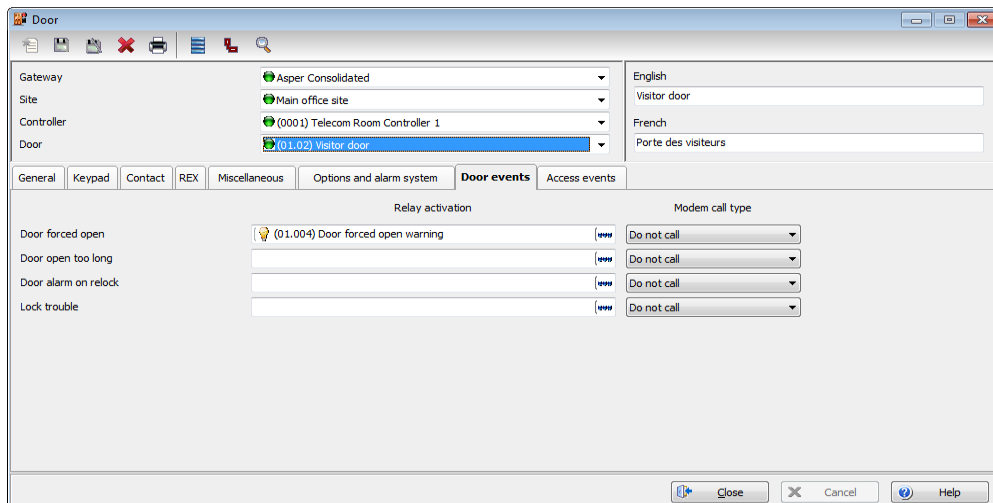 Door
Gateway
Asper Consolidated
English
Visitor door
Site
Main office site
Controller
(0001) Telecom Room Controller 1
French
Porte des visiteurs
Door
(01.02) Visitor door
General Keypad Contact REX Miscellaneous Options and alarm system Door events Access events
Relay activation Modem call type
Door forced open (01.004) Door forced open warning Do not call
Door open too long Do not call
Door alarm on relock Do not call
Lock trouble Do not call
Close Cancel Help